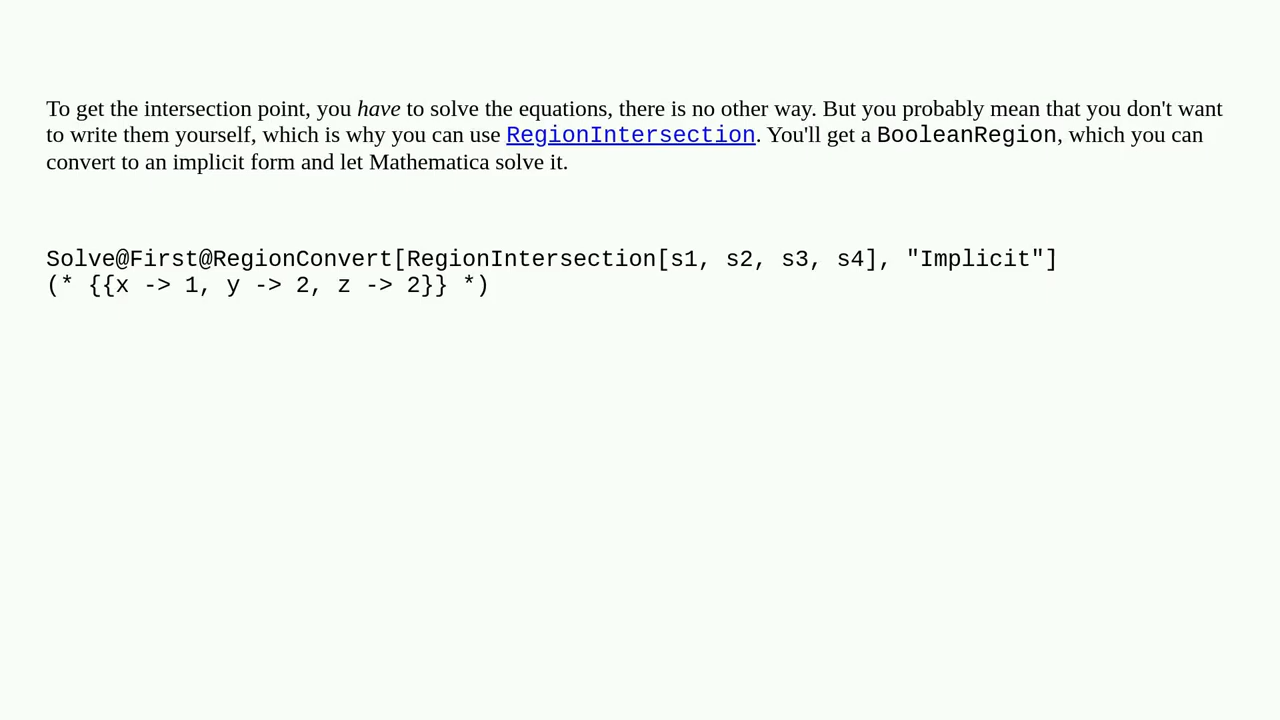 To get the intersection point, you have to solve the equations, there is no other way. But you probably mean that you don't want
to write them yourself, which is why you can use RegionIntersection. You'll get a BooleanRegion, which you can
convert to an implicit form and let Mathematica solve it.
Solve@First@RegionConvert[RegionIntersection[s1, s2, s3, s4], "Implicit"]
(* {{x -> 1, y -> 2, z -> 2}} *)